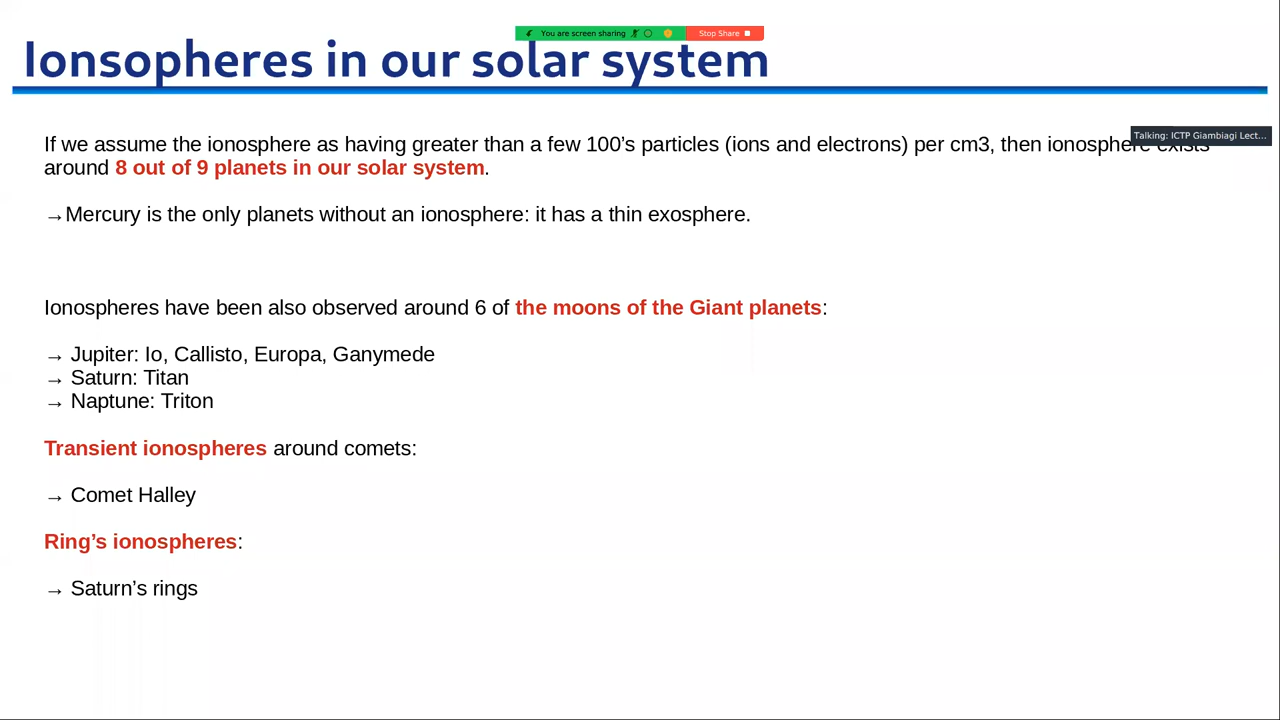 You are screen sharing
Stop Share
Ionsopheres in our solar system
Talking: ICTP Giambiagi Lect...
If we assume the ionosphere as having greater than a few 100’s particles (ions and electrons) per cm3, then ionosphere exists
around 8 out of 9 planets in our solar system.
→Mercury is the only planets without an ionosphere: it has a thin exosphere.
Ionospheres have been also observed around 6 of the moons of the Giant planets:
→ Jupiter: Io, Callisto, Europa, Ganymede
→ Saturn: Titan
→ Naptune: Triton
Transient ionospheres around comets:
→ Comet Halley
Ring’s ionospheres:
→ Saturn’s rings